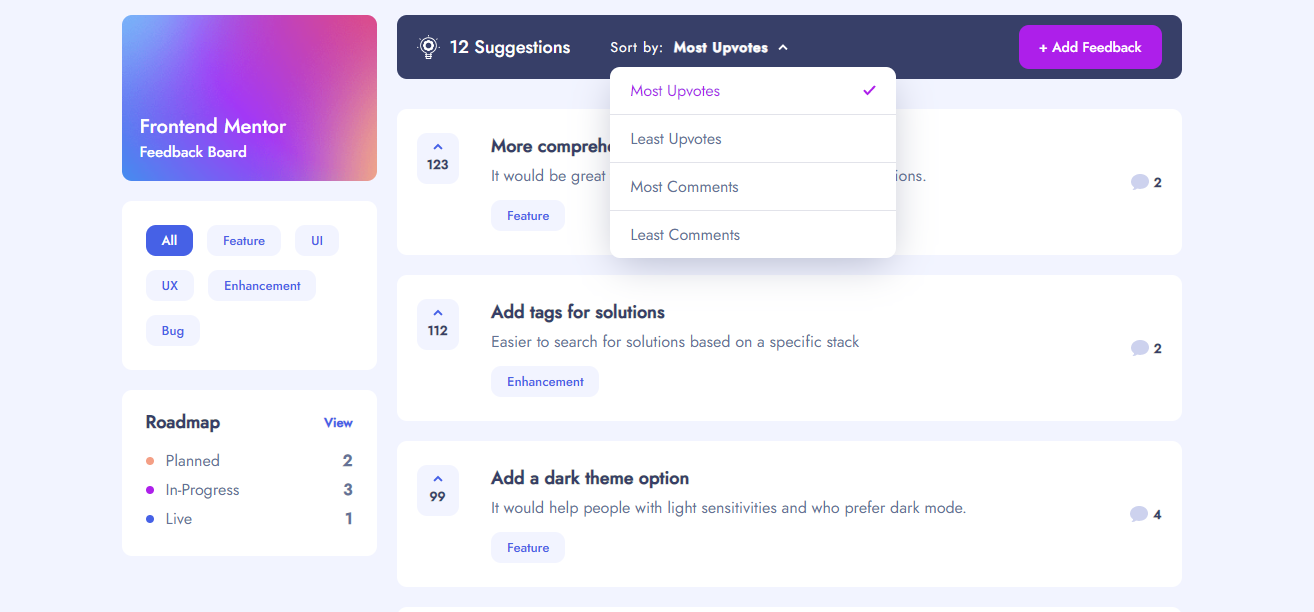 Frontend Mentor
Feedback Board
All
Feature
UI
UX
Enhancement
Bug
Roadmap
View
Planned 2
In-Progress 3
Live 1
12 Suggestions
Sort by: Most Upvotes
+ Add Feedback
Most Upvotes
Least Upvotes
Most Comments
Least Comments
123
More
It would be great
Feature
2
112
Add tags for solutions
Easier to search for solutions based on a specific stack
Enhancement
2
99
Add a dark theme option
It would help people with light sensitivities and who prefer dark mode.
Feature
4